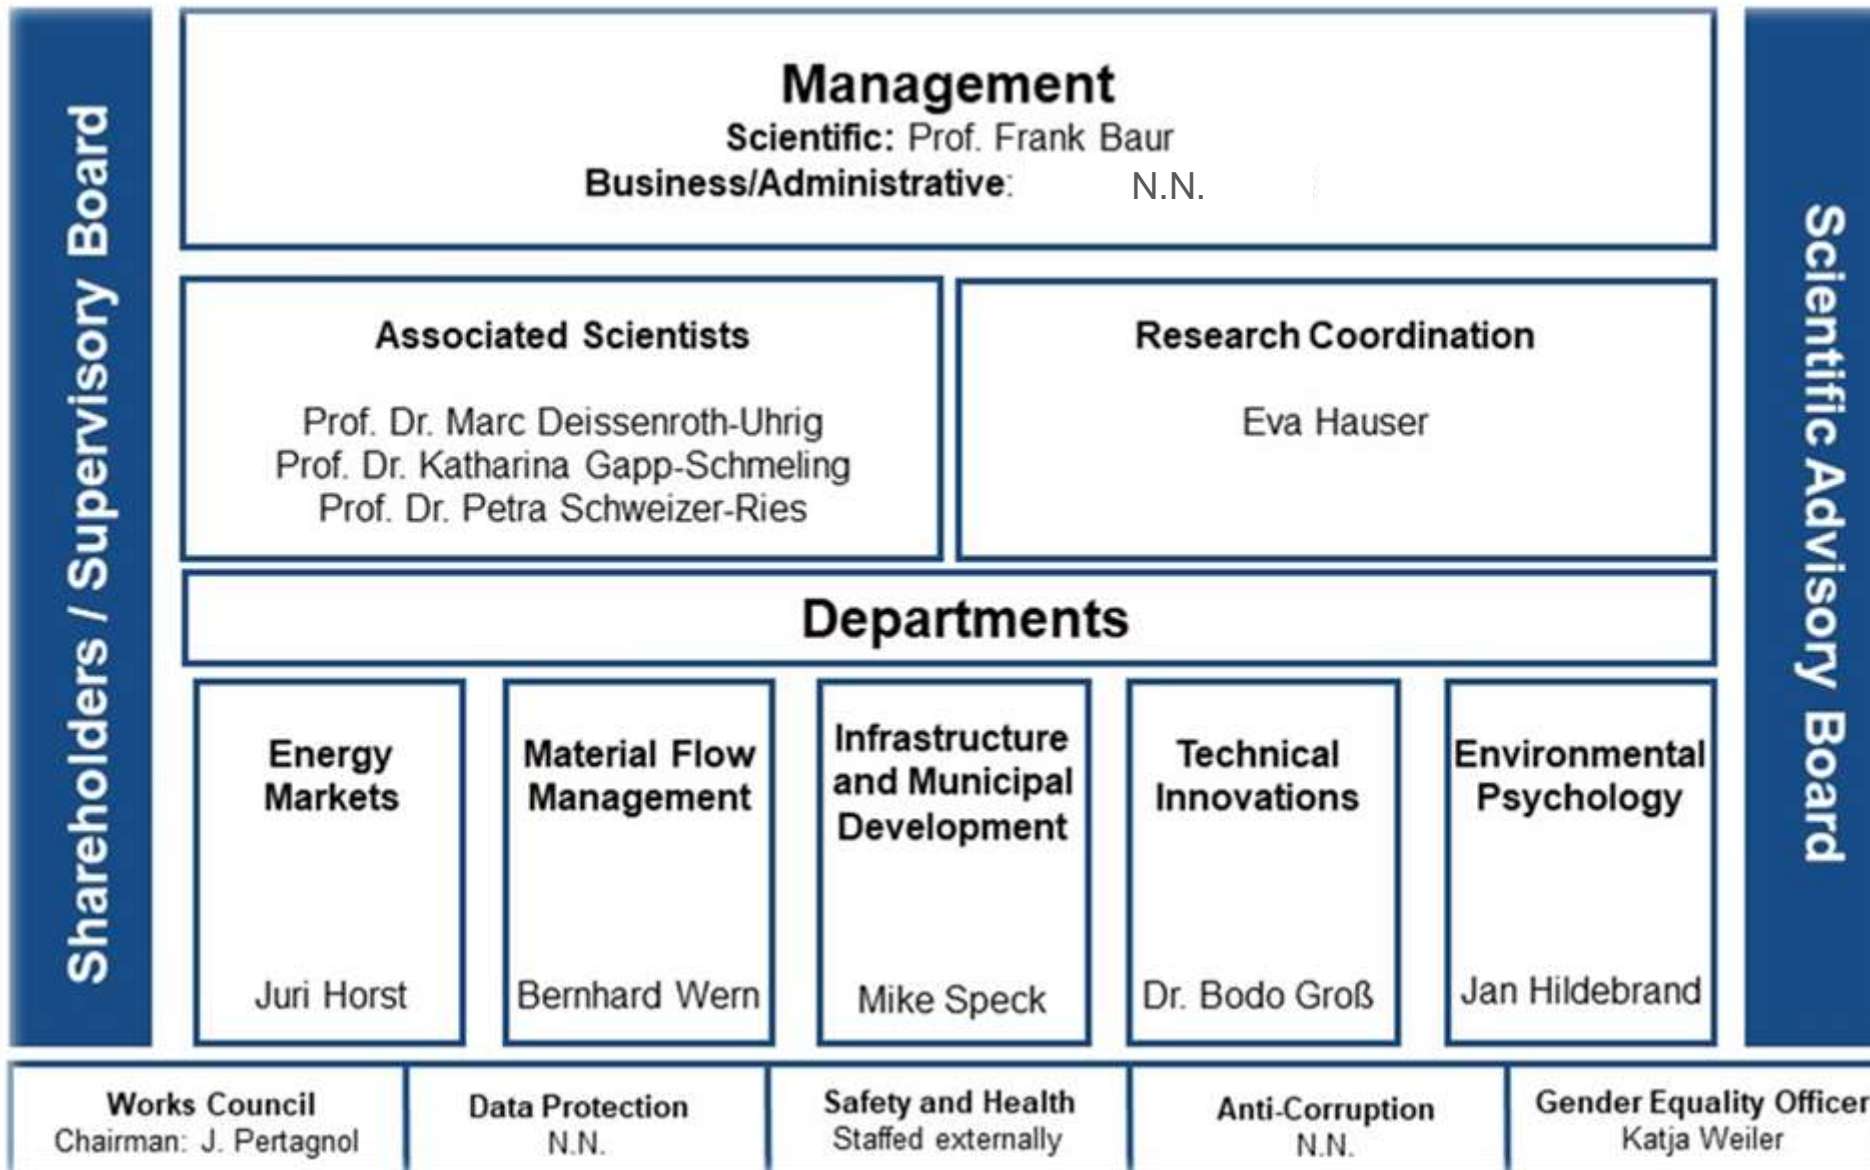 Shareholders / Supervisory Board
Management
Scientific: Prof. Frank Baur
Business/Administrative: N.N.
Associated Scientists
Prof. Dr. Marc Deissenroth-Uhrig
Prof. Dr. Katharina Gapp-Schmeling
Prof. Dr. Petra Schweizer-Ries
Research Coordination
Eva Hauser
Departments
Energy
Markets
Juri Horst
Material Flow
Management
Bernhard Wern
Infrastructure
and Municipal
Development
Mike Speck
Technical
Innovations
Dr. Bodo Groß
Environmental
Psychology
Jan Hildebrand
Scientific Advisory Board
Works Council
Chairman: J. Pertagnol
Data Protection
N.N.
Safety and Health
Staffed externally
Anti-Corruption
N.N.
Gender Equality Officer
Katja Weiler